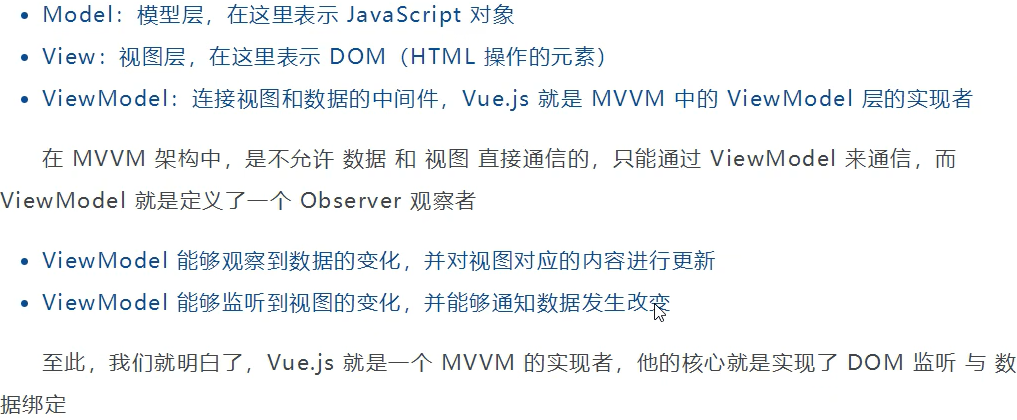 Model：模型层，在这里表示 JavaScript 对象
View：视图层，在这里表示 DOM（HTML 操作的元素）
ViewModel：连接视图和数据的中间件，Vue.js 就是 MVVM 中的 ViewModel 层的实现者
在 MVVM 架构中，是不允许 数据 和 视图 直接通信的，只能通过 ViewModel 来通信，而
ViewModel 就是定义了一个 Observer 观察者
ViewModel 能够观察到数据的变化，并对视图对应的内容进行更新
ViewModel 能够监听到视图的变化，并能够通知数据发生改变
至此，我们就明白了，Vue.js 就是一个 MVVM 的实现者，他的核心就是实现了 DOM 监听 与 数
据绑定